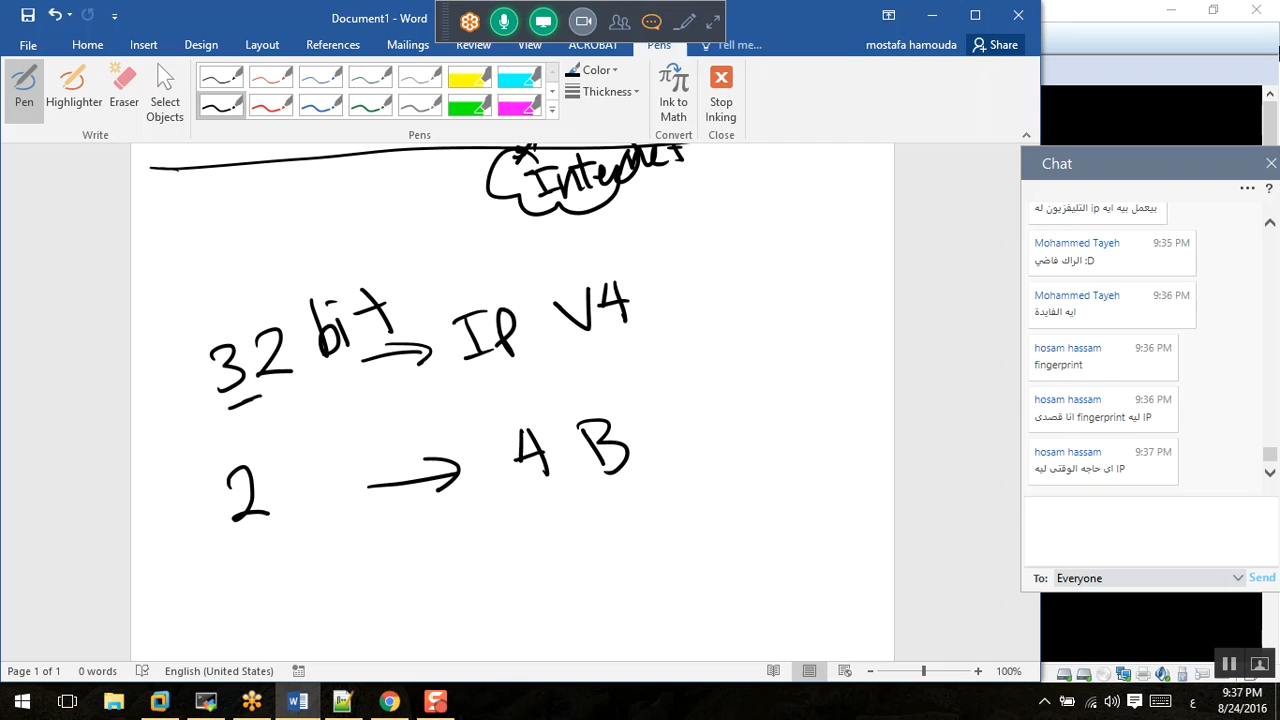 Document1 - Word
File Home Insert Design Layout References Mailings Review View ACROBAT Pens Tell me...
mostafa hamouda Share
Pen Highlighter Eraser Select Objects
Color
Thickness
Ink to Math
Stop Inking
Write Pens Convert Close
Internet
32 bit → IP V4
2 → 4 B
Chat
التليفزيون له ip بيعمل بيه ايه
Mohammed Tayeh 9:35 PM
الراك فاضي :D
Mohammed Tayeh 9:36 PM
ايه الفايدة
hosam hassam 9:36 PM
fingerprint
hosam hassam 9:36 PM
انا قصدى fingerprint ليه IP
hosam hassam 9:37 PM
اى حاجه الوقتى ليه IP
To: Everyone Send
Page 1 of 1 0 words English (United States) 100%
9:37 PM
8/24/2016